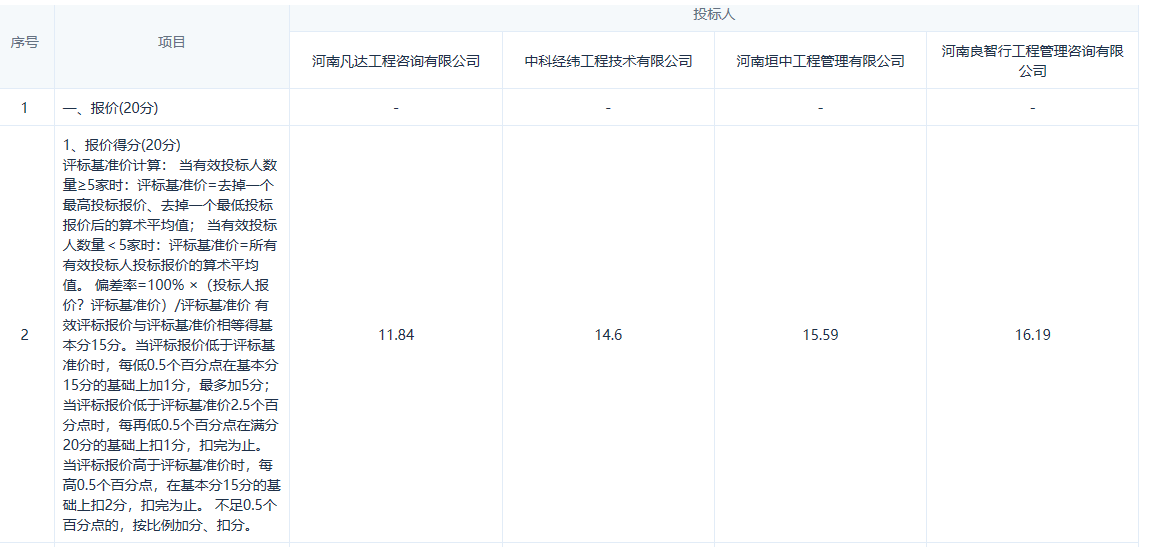 投标人
序号
项目
河南凡达工程咨询有限公司
中科经纬工程技术有限公司
河南垣中工程管理有限公司
河南良智行工程管理咨询有限
公司
1
一、报价(20分)
-
-
-
-
2
1、报价得分(20分)
评标基准价计算： 当有效投标人数
量≥5家时：评标基准价=去掉一个
最高投标报价、去掉一个最低投标
报价后的算术平均值； 当有效投标
人数量＜5家时：评标基准价=所有
有效投标人投标报价的算术平均
值。 偏差率=100% ×（投标人报
价？评标基准价）/评标基准价 有
效评标报价与评标基准价相等得基
本分15分。当评标报价低于评标基
准价时，每低0.5个百分点在基本分
15分的基础上加1分，最多加5分；
当评标报价低于评标基准价2.5个百
分点时，每再低0.5个百分点在满分
20分的基础上扣1分，扣完为止。
当评标报价高于评标基准价时，每
高0.5个百分点，在基本分15分的基
础上扣2分，扣完为止。 不足0.5个
百分点的，按比例加分、扣分。
11.84
14.6
15.59
16.19